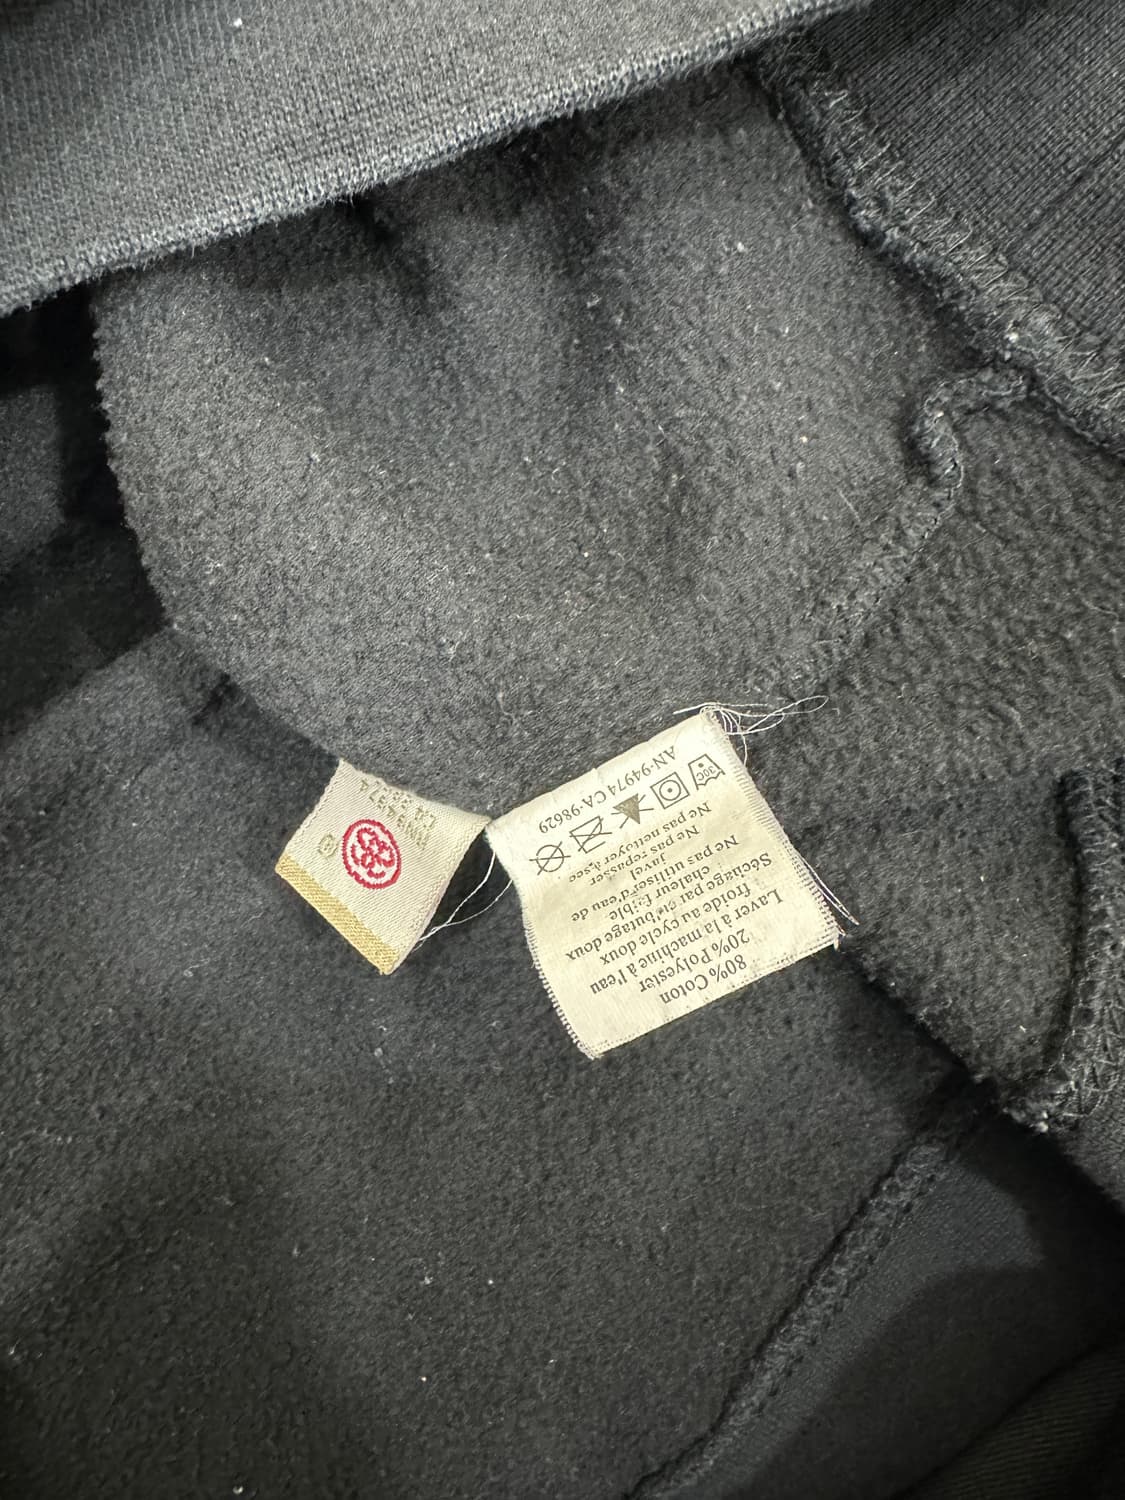 80% Coton
20% Polyester
Laver à la machine à l'eau
froide au cycle doux
Séchage par culbutage doux
chaleur faible
Ne pas utiliser d'eau de
javel
Ne pas repasser
Ne pas nettoyer à sec
30C
AN-94974 CA-98629
©